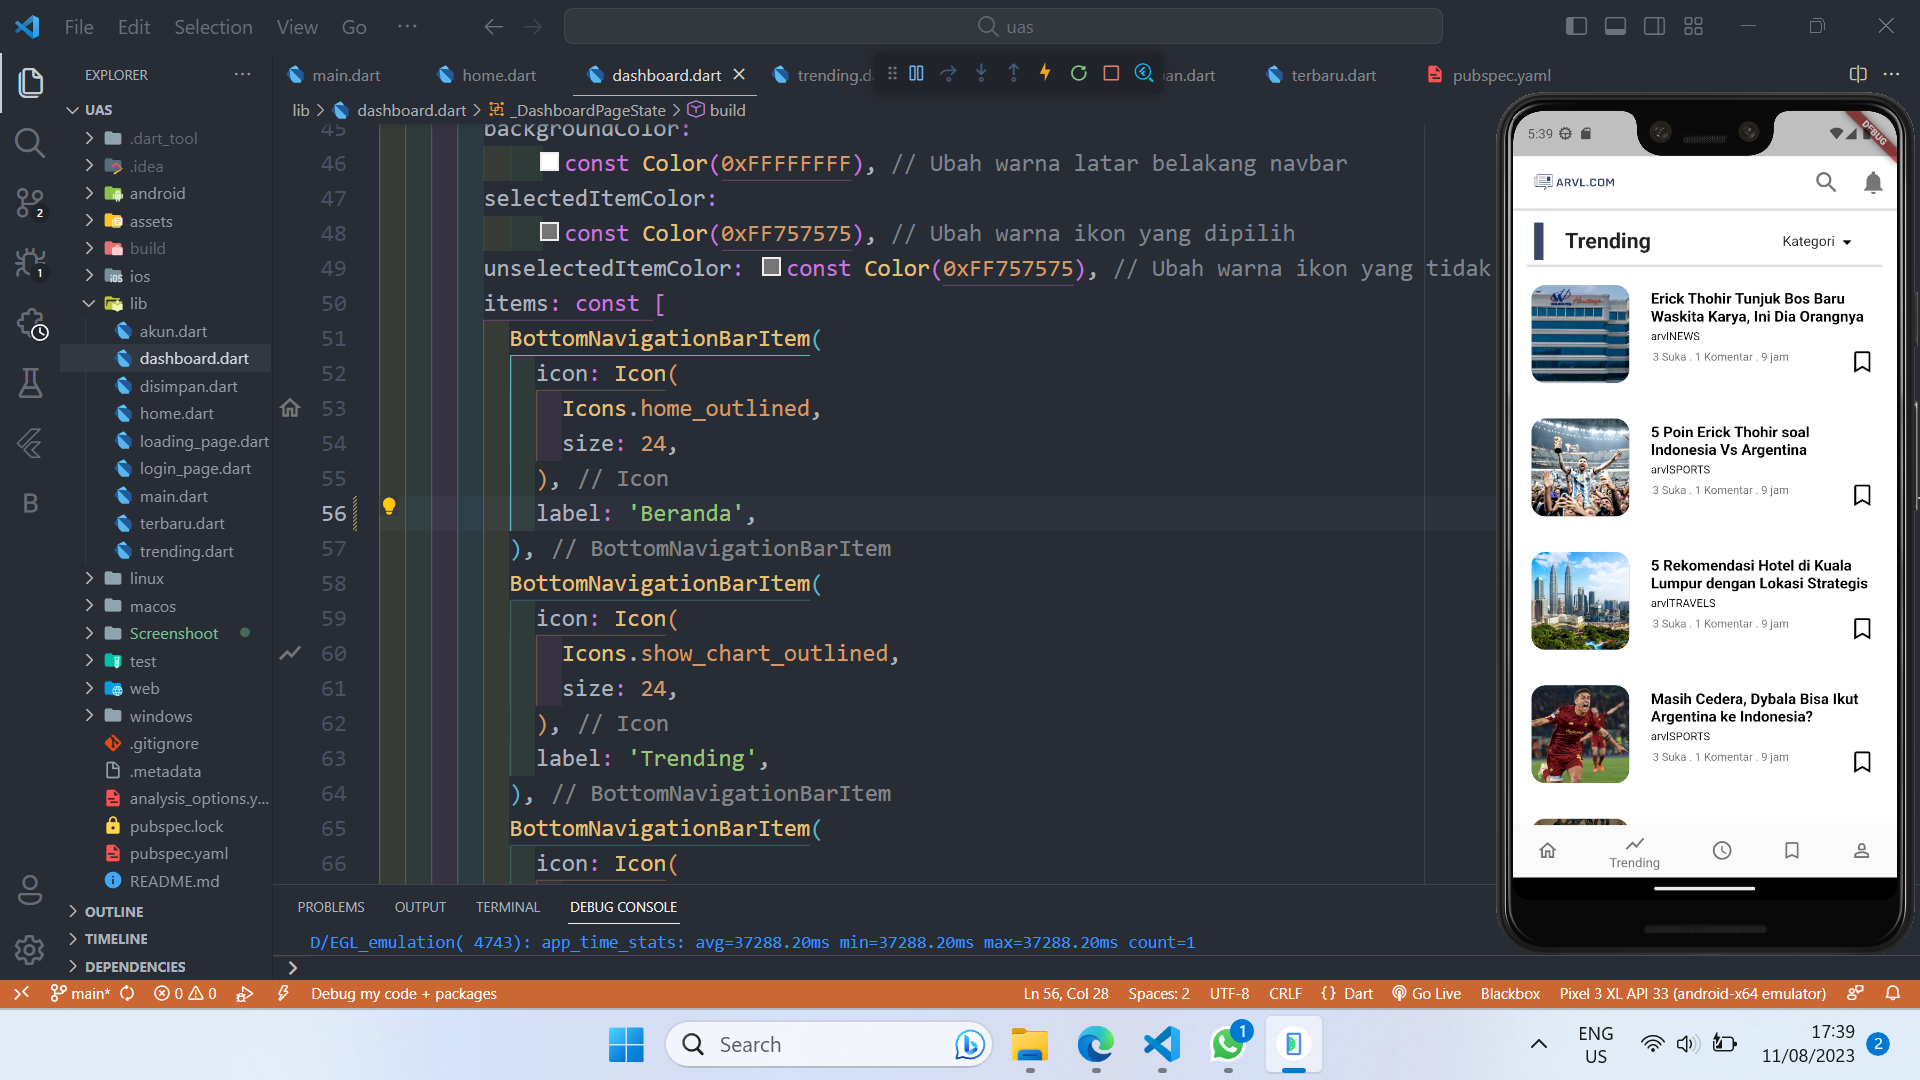 File Edit Selection View Go ··· uas
EXPLORER ···
UAS
.dart_tool
.idea
android
assets
build
ios
lib
akun.dart
dashboard.dart
disimpan.dart
home.dart
loading_page.dart
login_page.dart
main.dart
terbaru.dart
trending.dart
linux
macos
Screenshoot
test
web
windows
.gitignore
.metadata
analysis_options.y...
pubspec.lock
pubspec.yaml
README.md
OUTLINE
TIMELINE
DEPENDENCIES
2
1
B
main.dart home.dart dashboard.dart trending.da an.dart terbaru.dart pubspec.yaml
lib > dashboard.dart > _DashboardPageState > build
45 backgroundColor:
46 const Color(0xFFFFFFFF), // Ubah warna latar belakang navbar
47 selectedItemColor:
48 const Color(0xFF757575), // Ubah warna ikon yang dipilih
49 unselectedItemColor: const Color(0xFF757575), // Ubah warna ikon yang tidak
50 items: const [
51 BottomNavigationBarItem(
52 icon: Icon(
53 Icons.home_outlined,
54 size: 24,
55 ), // Icon
56 label: 'Beranda',
57 ), // BottomNavigationBarItem
58 BottomNavigationBarItem(
59 icon: Icon(
60 Icons.show_chart_outlined,
61 size: 24,
62 ), // Icon
63 label: 'Trending',
64 ), // BottomNavigationBarItem
65 BottomNavigationBarItem(
66 icon: Icon(
PROBLEMS OUTPUT TERMINAL DEBUG CONSOLE
D/EGL_emulation( 4743): app_time_stats: avg=37288.20ms min=37288.20ms max=37288.20ms count=1
>
5:39
DEBUG
ARVL.COM
Trending Kategori
Erick Thohir Tunjuk Bos Baru
Waskita Karya, Ini Dia Orangnya
arvlNEWS
3 Suka . 1 Komentar . 9 jam
5 Poin Erick Thohir soal
Indonesia Vs Argentina
arvlSPORTS
3 Suka . 1 Komentar . 9 jam
5 Rekomendasi Hotel di Kuala
Lumpur dengan Lokasi Strategis
arvlTRAVELS
3 Suka . 1 Komentar . 9 jam
Masih Cedera, Dybala Bisa Ikut
Argentina ke Indonesia?
arvlSPORTS
3 Suka . 1 Komentar . 9 jam
Trending
main* 0 0 Debug my code + packages Ln 56, Col 28 Spaces: 2 UTF-8 CRLF {} Dart Go Live Blackbox Pixel 3 XL API 33 (android-x64 emulator)
Search
1
ENG
US
17:39
11/08/2023
2